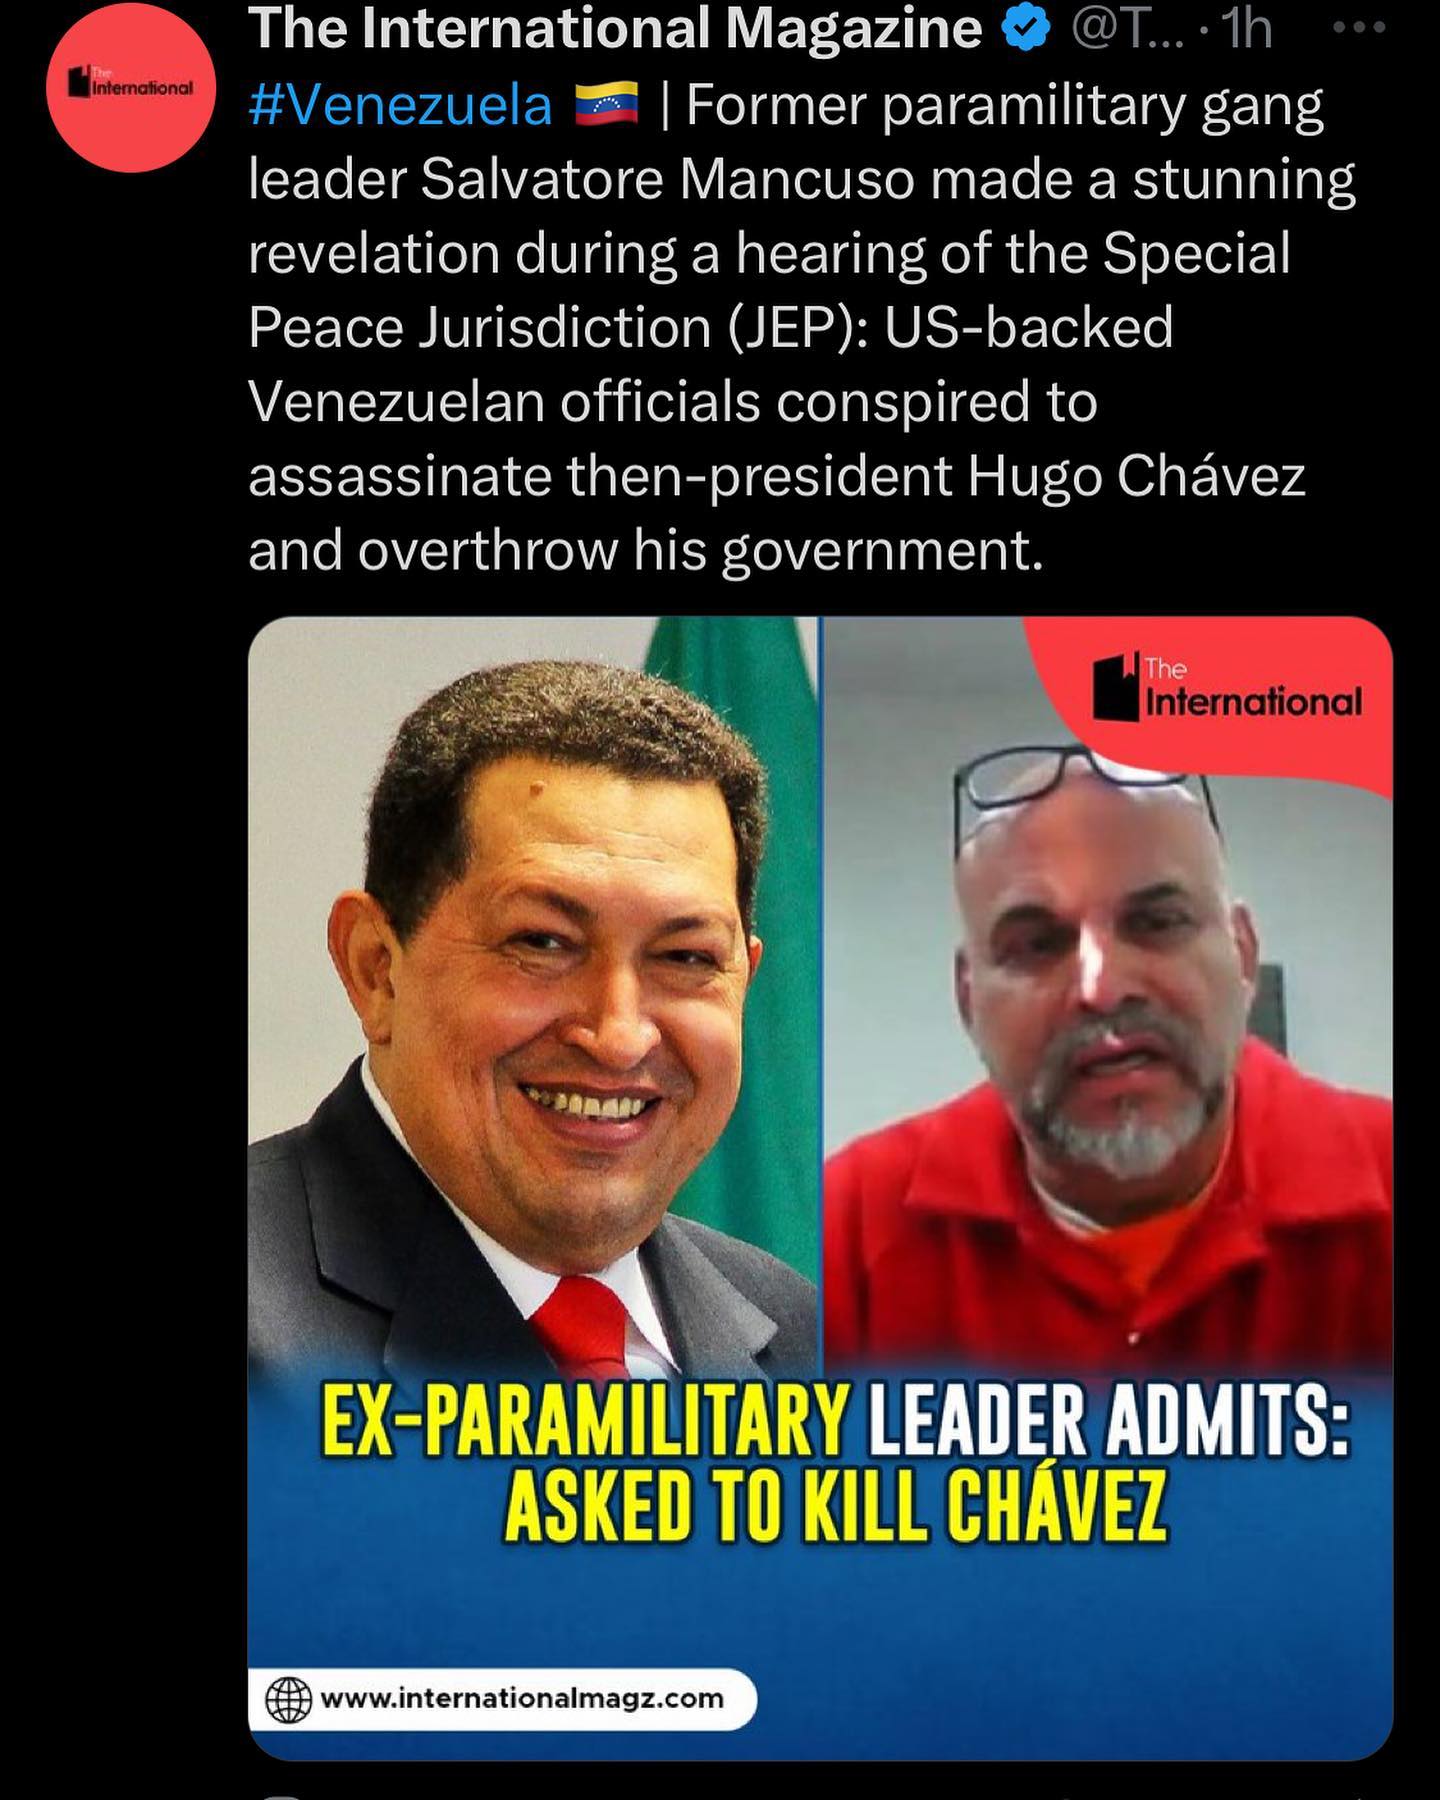 The International Magazine @T... · 1h
The
International
#Venezuela 🇻🇪 | Former paramilitary gang
leader Salvatore Mancuso made a stunning
revelation during a hearing of the Special
Peace Jurisdiction (JEP): US-backed
Venezuelan officials conspired to
assassinate then-president Hugo Chávez
and overthrow his government.
The
International
EX-PARAMILITARY LEADER ADMITS:
ASKED TO KILL CHÁVEZ
www.internationalmagz.com